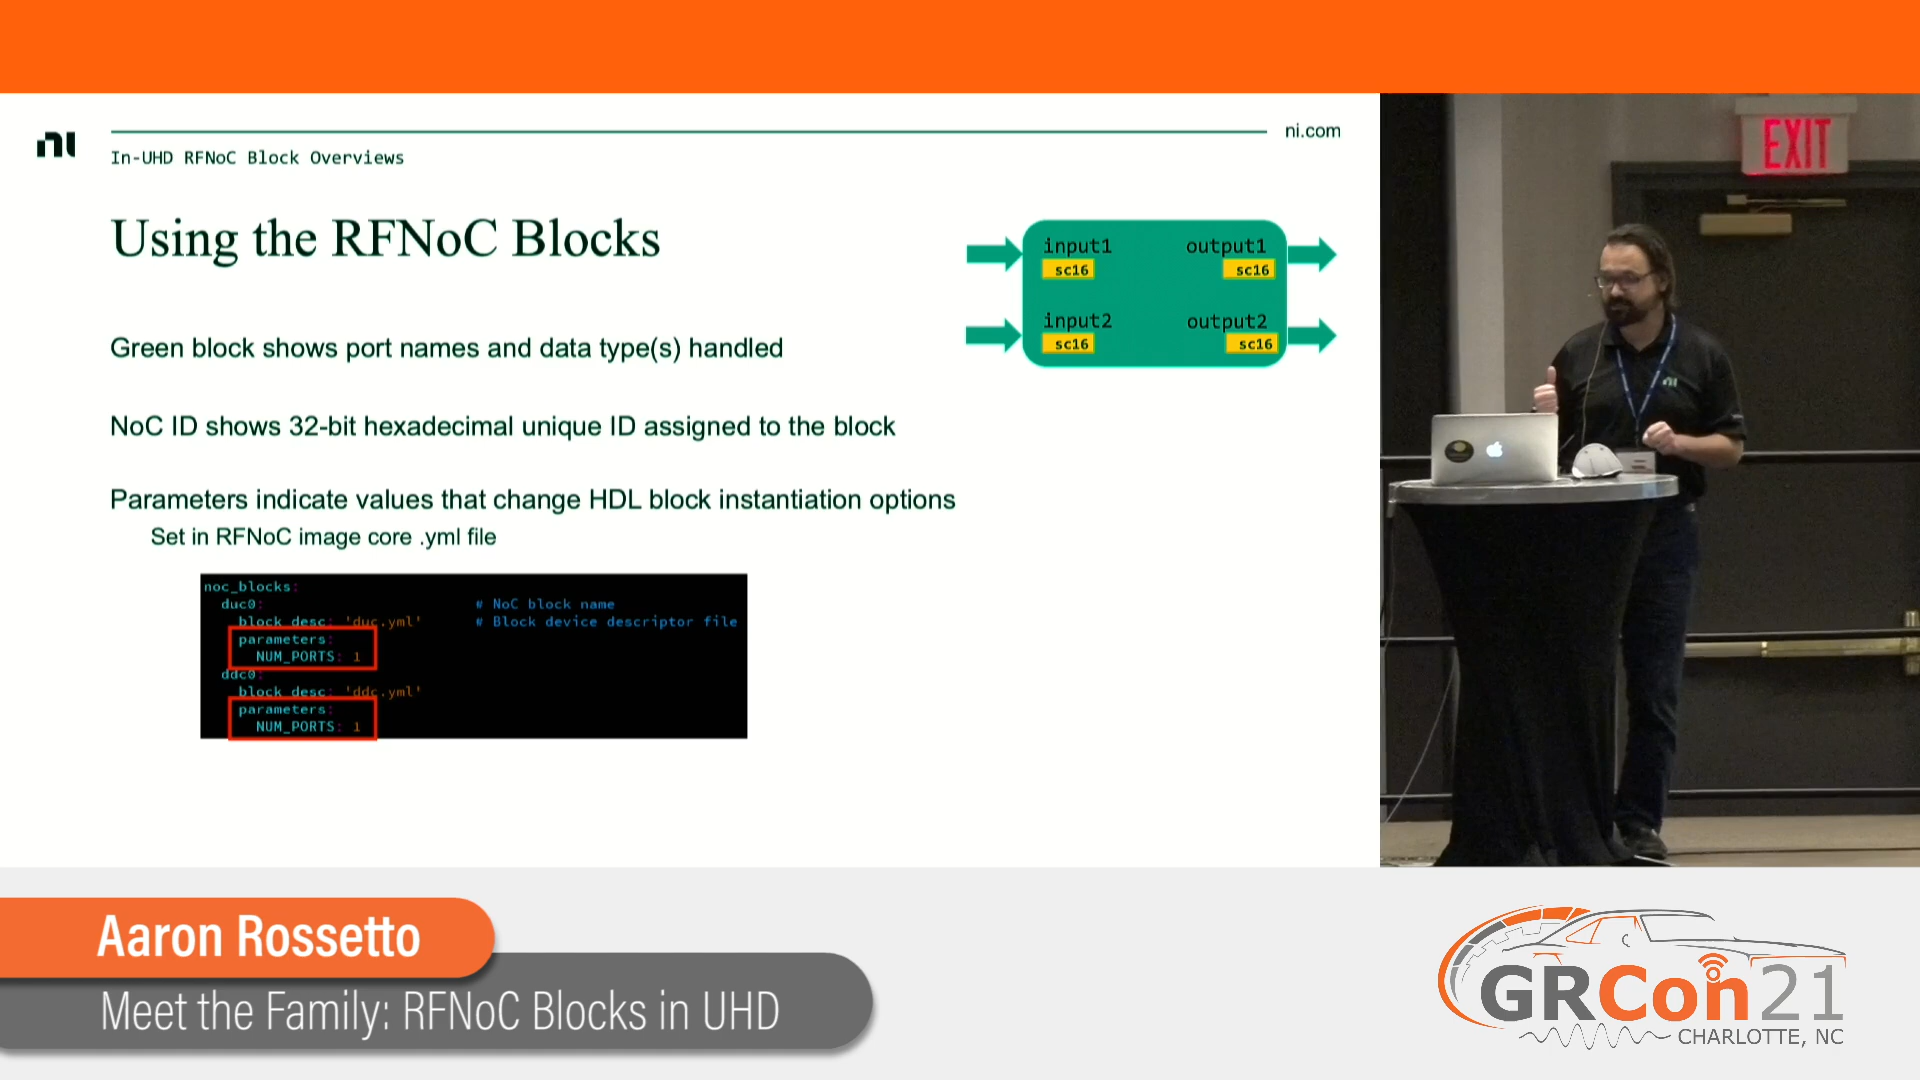 ni
ni.com
In-UHD RFNoC Block Overviews
Using the RFNoC Blocks
input1 output1
sc16 sc16
input2 output2
sc16 sc16
Green block shows port names and data type(s) handled
NoC ID shows 32-bit hexadecimal unique ID assigned to the block
Parameters indicate values that change HDL block instantiation options
Set in RFNoC image core .yml file
noc_blocks:
duc0: # NoC block name
block_desc: 'duc.yml' # Block device descriptor file
parameters:
NUM_PORTS: 1
ddc0:
block_desc: 'ddc.yml'
parameters:
NUM_PORTS: 1
EXIT
ni
Aaron Rossetto
Meet the Family: RFNoC Blocks in UHD
GRCon21
CHARLOTTE, NC